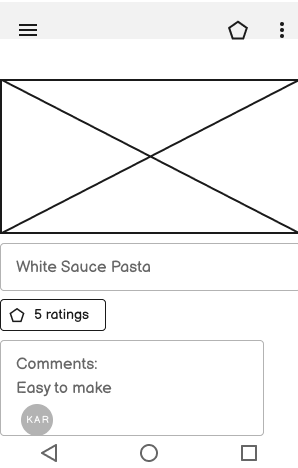 White Sauce Pasta
5 ratings
Comments:
Easy to make
KAR